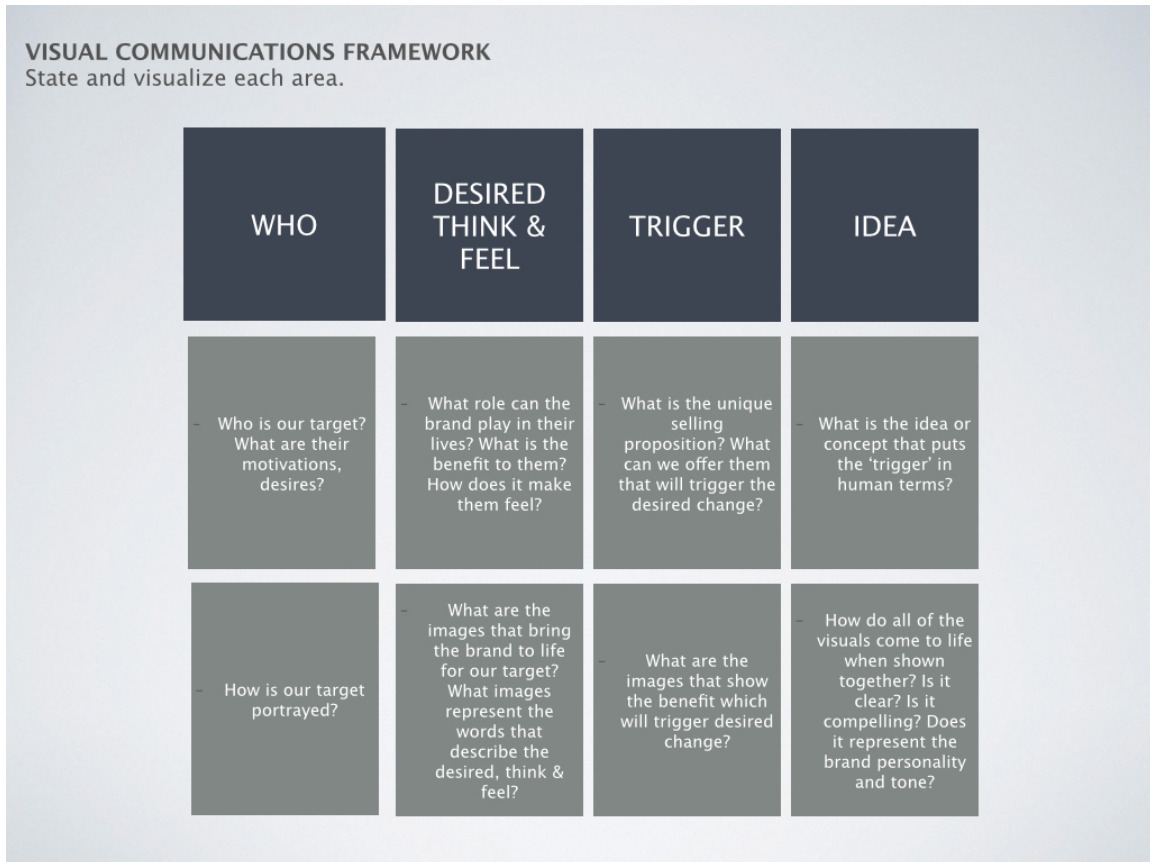 VISUAL COMMUNICATIONS FRAMEWORK
State and visualize each area.
WHO
DESIRED
THINK &
FEEL
TRIGGER
IDEA
- Who is our target?
What are their
motivations,
desires?
- What role can the
brand play in their
lives? What is the
benefit to them?
How does it make
them feel?
- What is the unique
selling
proposition? What
can we offer them
that will trigger the
desired change?
- What is the idea or
concept that puts
the ‘trigger’ in
human terms?
- How is our target
portrayed?
- What are the
images that bring
the brand to life
for our target?
What images
represent the
words that
describe the
desired, think &
feel?
- What are the
images that show
the benefit which
will trigger desired
change?
- How do all of the
visuals come to life
when shown
together? Is it
clear? Is it
compelling? Does
it represent the
brand personality
and tone?